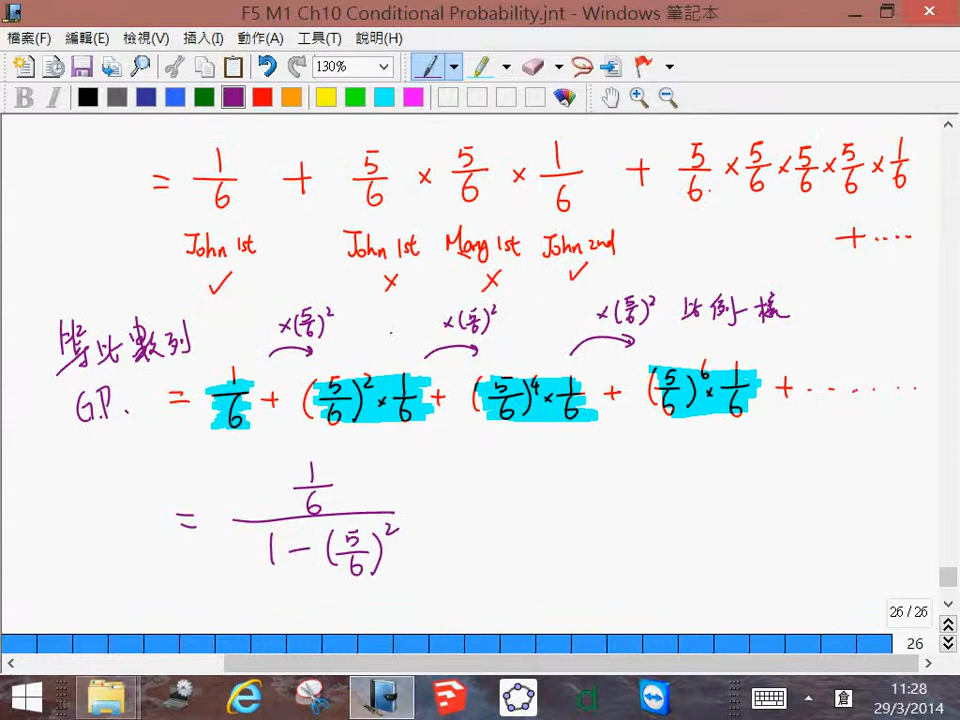 F5 M1 Ch10 Conditional Probability.jnt - Windows 筆記本
檔案(F) 編輯(E) 檢視(V) 插入(I) 動作(A) 工具(T) 說明(H)
130%
B I
= 1/6 + 5/6 × 5/6 × 1/6 + 5/6 × 5/6 × 5/6 × 5/6 × 1/6
+ ....
John 1st John 1st Mary 1st John 2nd
✓ × × ✓
×(5/6)² ×(5/6)² ×(5/6)² 比例一樣
等比數列
G.P. = 1/6 + (5/6)² × 1/6 + (5/6)⁴ × 1/6 + (5/6)⁶ × 1/6 + .......
= (1/6) / (1 − (5/6)²)
26 / 26
26
倉
11:28
29/3/2014